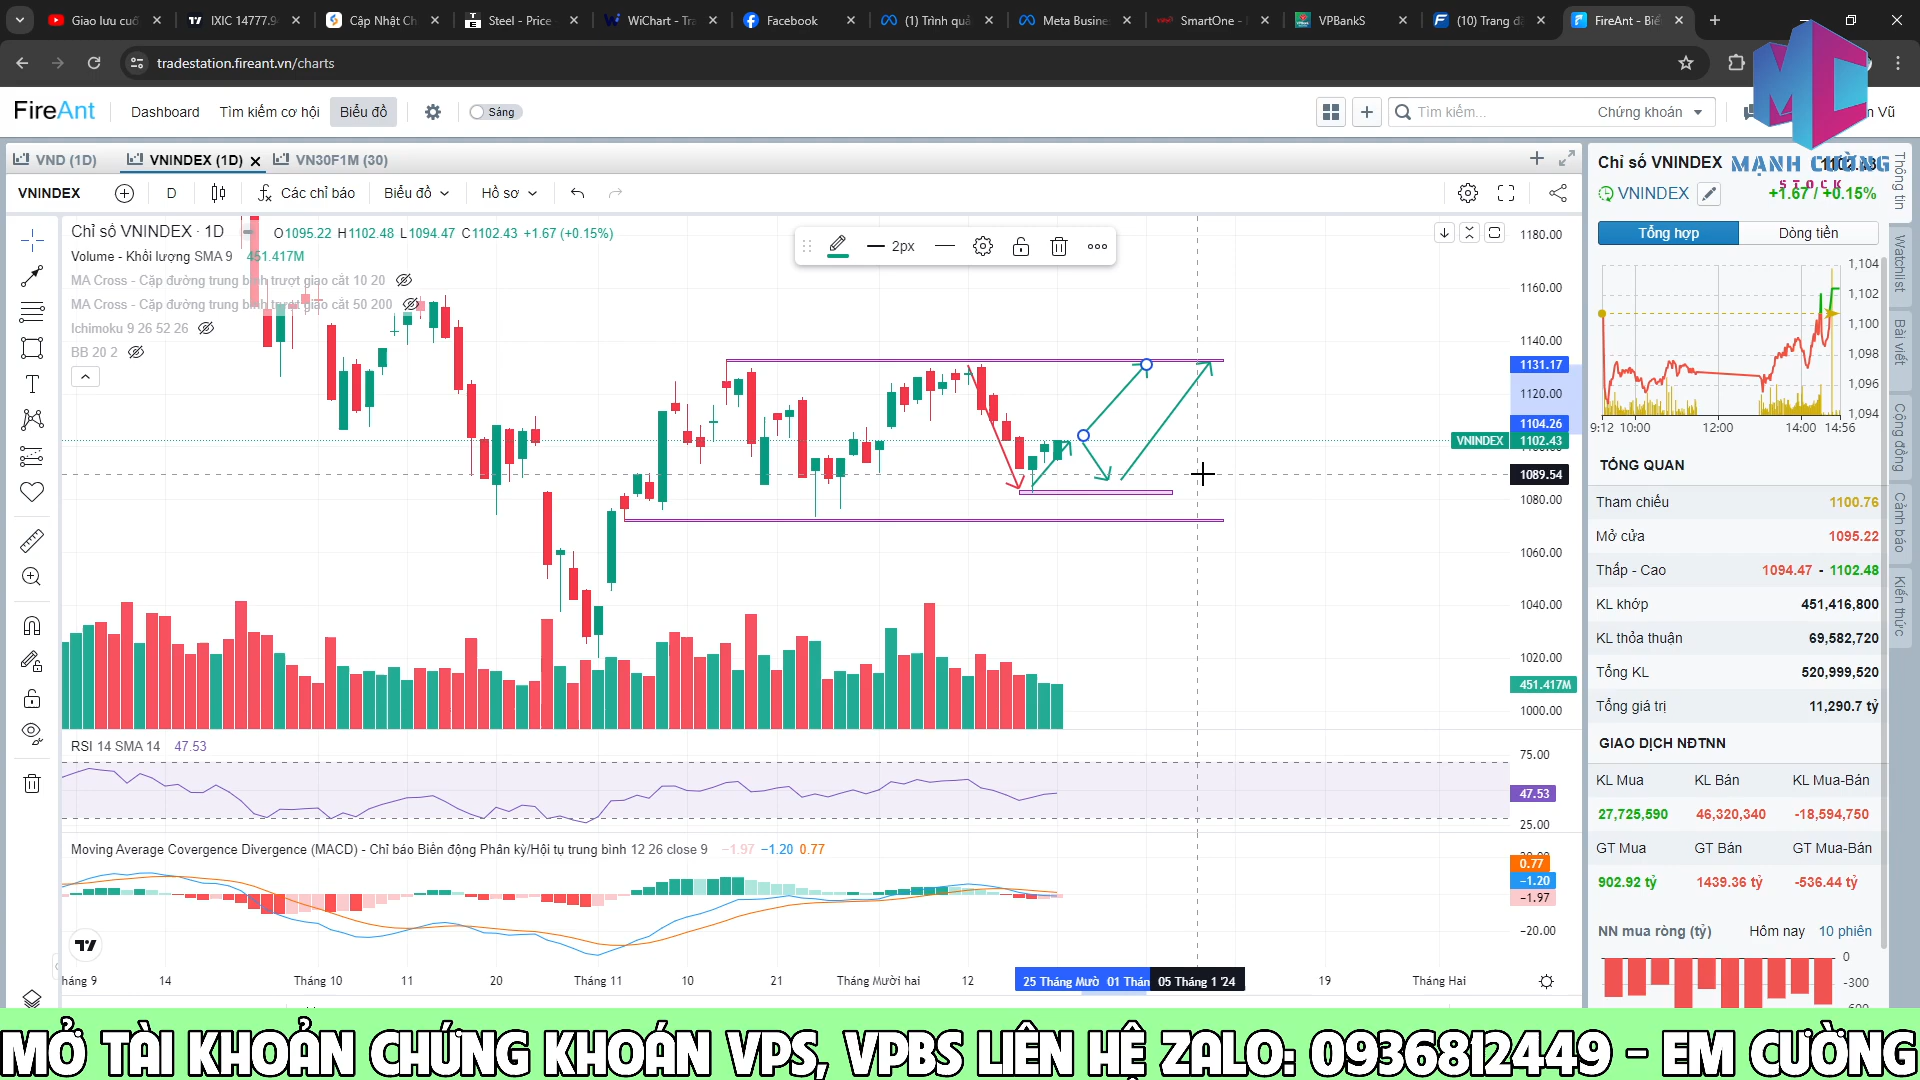 Giao lưu cuố
IXIC 14777.9
Cập Nhật Ch
Steel - Price
WiChart - Tra
Facebook
(1) Trình quả
Meta Busine
SmartOne -
VPBankS
(10) Trang đ
FireAnt - Biể
tradestation.fireant.vn/charts
FireAnt
Dashboard
Tìm kiếm cơ hội
Biểu đồ
Sáng
Tìm kiếm...
Chứng khoán
Vũ
VND (1D)
VNINDEX (1D)
VN30F1M (30)
VNINDEX
D
Các chỉ báo
Biểu đồ
Hồ sơ
Chỉ số VNINDEX · 1D
O1095.22 H1102.48 L1094.47 C1102.43 +1.67 (+0.15%)
Volume - Khối lượng SMA 9 451.417M
MA Cross - Cặp đường trung bình trượt giao cắt 10 20
MA Cross - Cặp đường trung bình trượt giao cắt 50 200
Ichimoku 9 26 52 26
BB 20 2
2px
1180.00
1160.00
1140.00
1131.17
1120.00
1104.26
VNINDEX 1102.43
1089.54
1080.00
1060.00
1040.00
1020.00
451.417M
1000.00
RSI 14 SMA 14 47.53
75.00
47.53
25.00
Moving Average Covergence Divergence (MACD) - Chỉ báo Biến động Phân kỳ/Hội tụ trung bình 12 26 close 9 −1.97 −1.20 0.77
0.77
−1.20
−1.97
−20.00
háng 9
14
Tháng 10
11
20
Tháng 11
10
21
Tháng Mười hai
12
25 Tháng Mườ
01 Thán
05 Tháng 1 '24
19
Tháng Hai
Chỉ số VNINDEX
MẠNH CƯỜNG
STOCK
VNINDEX
+1.67 / +0.15%
Tổng hợp
Dòng tiền
1,104
1,102
1,100
1,098
1,096
1,094
9:12 10:00 12:00 14:00 14:56
TỔNG QUAN
Tham chiếu 1100.76
Mở cửa 1095.22
Thấp - Cao 1094.47 - 1102.48
KL khớp 451,416,800
KL thỏa thuận 69,582,720
Tổng KL 520,999,520
Tổng giá trị 11,290.7 tỷ
GIAO DỊCH NĐTNN
KL Mua KL Bán KL Mua-Bán
27,725,590 46,320,340 -18,594,750
GT Mua GT Bán GT Mua-Bán
902.92 tỷ 1439.36 tỷ -536.44 tỷ
NN mua ròng (tỷ) Hôm nay 10 phiên
0
-300
Thông tin
Watchlist
Bài viết
Cộng đồng
Cảnh báo
Kiến thức
MỞ TÀI KHOẢN CHỨNG KHOÁN VPS, VPBS LIÊN HỆ ZALO: 0936812449 - EM CƯỜNG